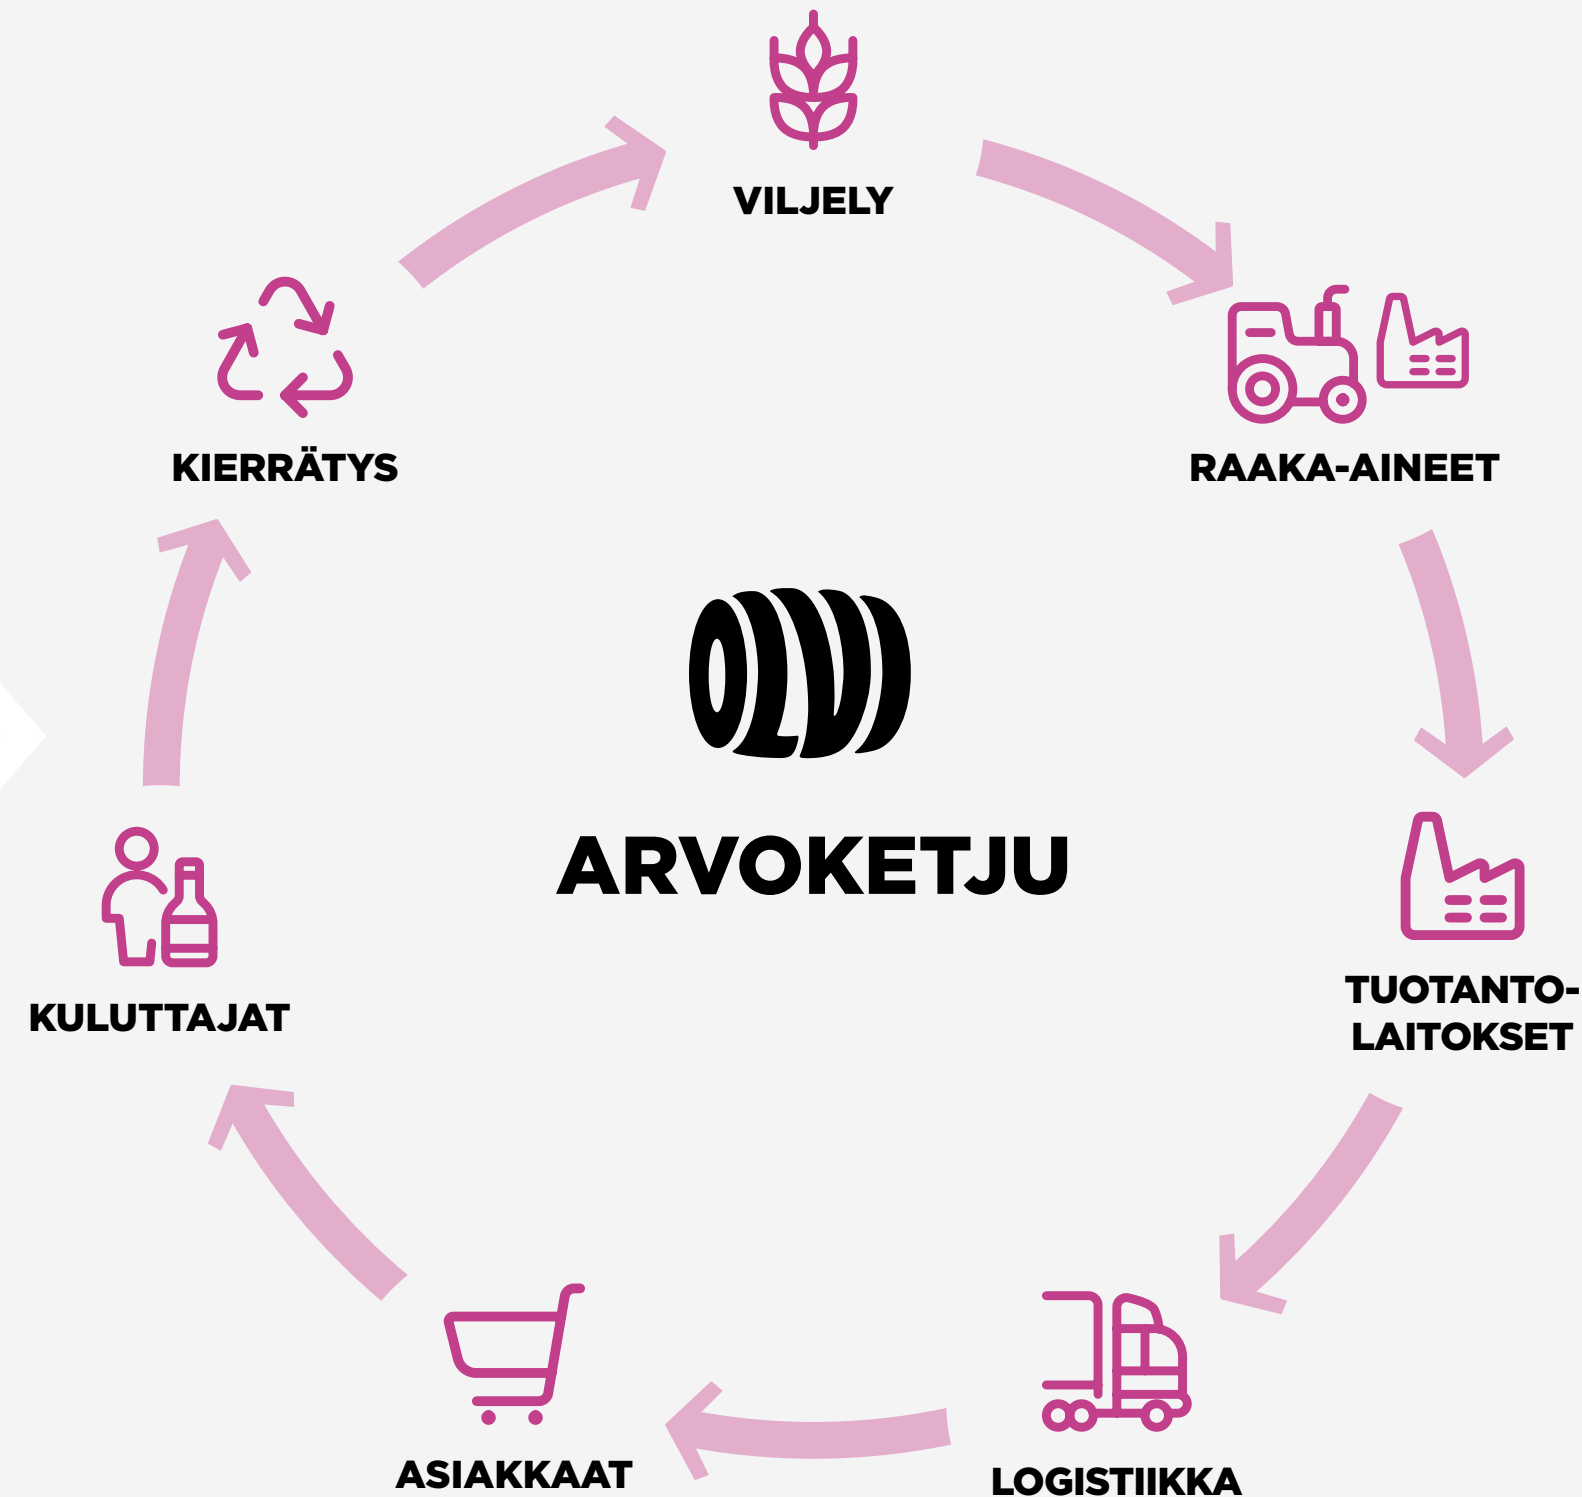 VILJELY
KIERRÄTYS
RAAKA-AINEET
OLVI
ARVOKETJU
KULUTTAJAT
TUOTANTO-
LAITOKSET
ASIAKKAAT
LOGISTIIKKA